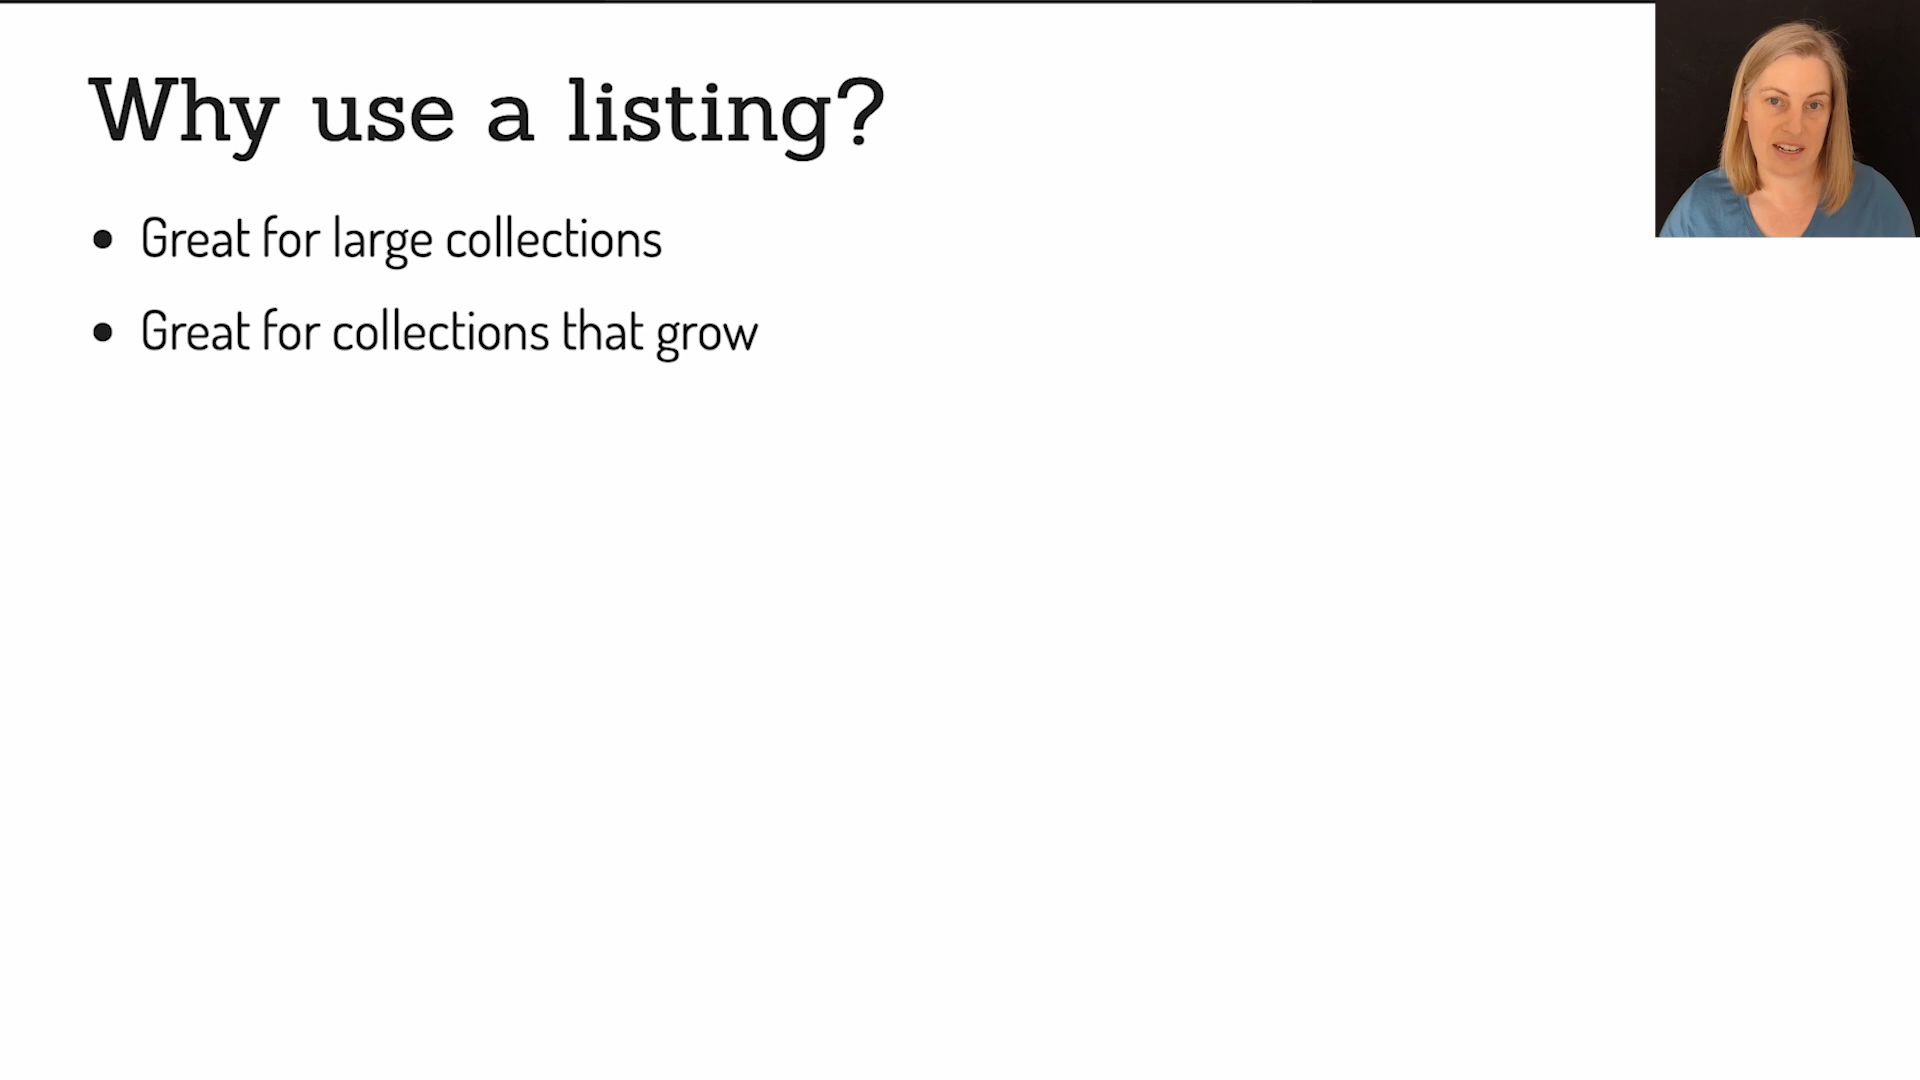 Why use a listing?
• Great for large collections
• Great for collections that grow